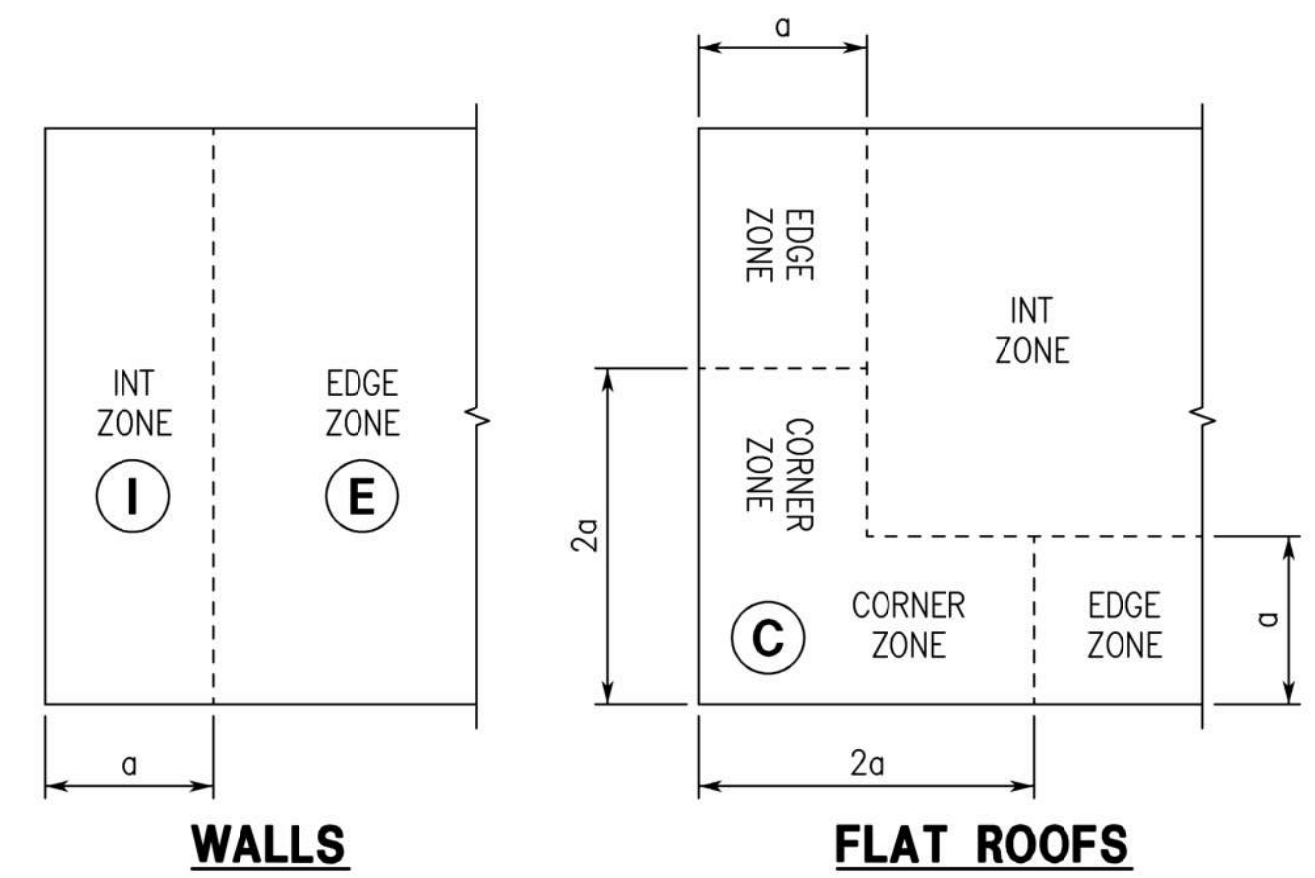 a
EDGE
ZONE
INT
ZONE
INT
ZONE
I
EDGE
ZONE
E
2a
CORNER
ZONE
C
CORNER
ZONE
EDGE
ZONE
a
a
2a
WALLS
FLAT ROOFS